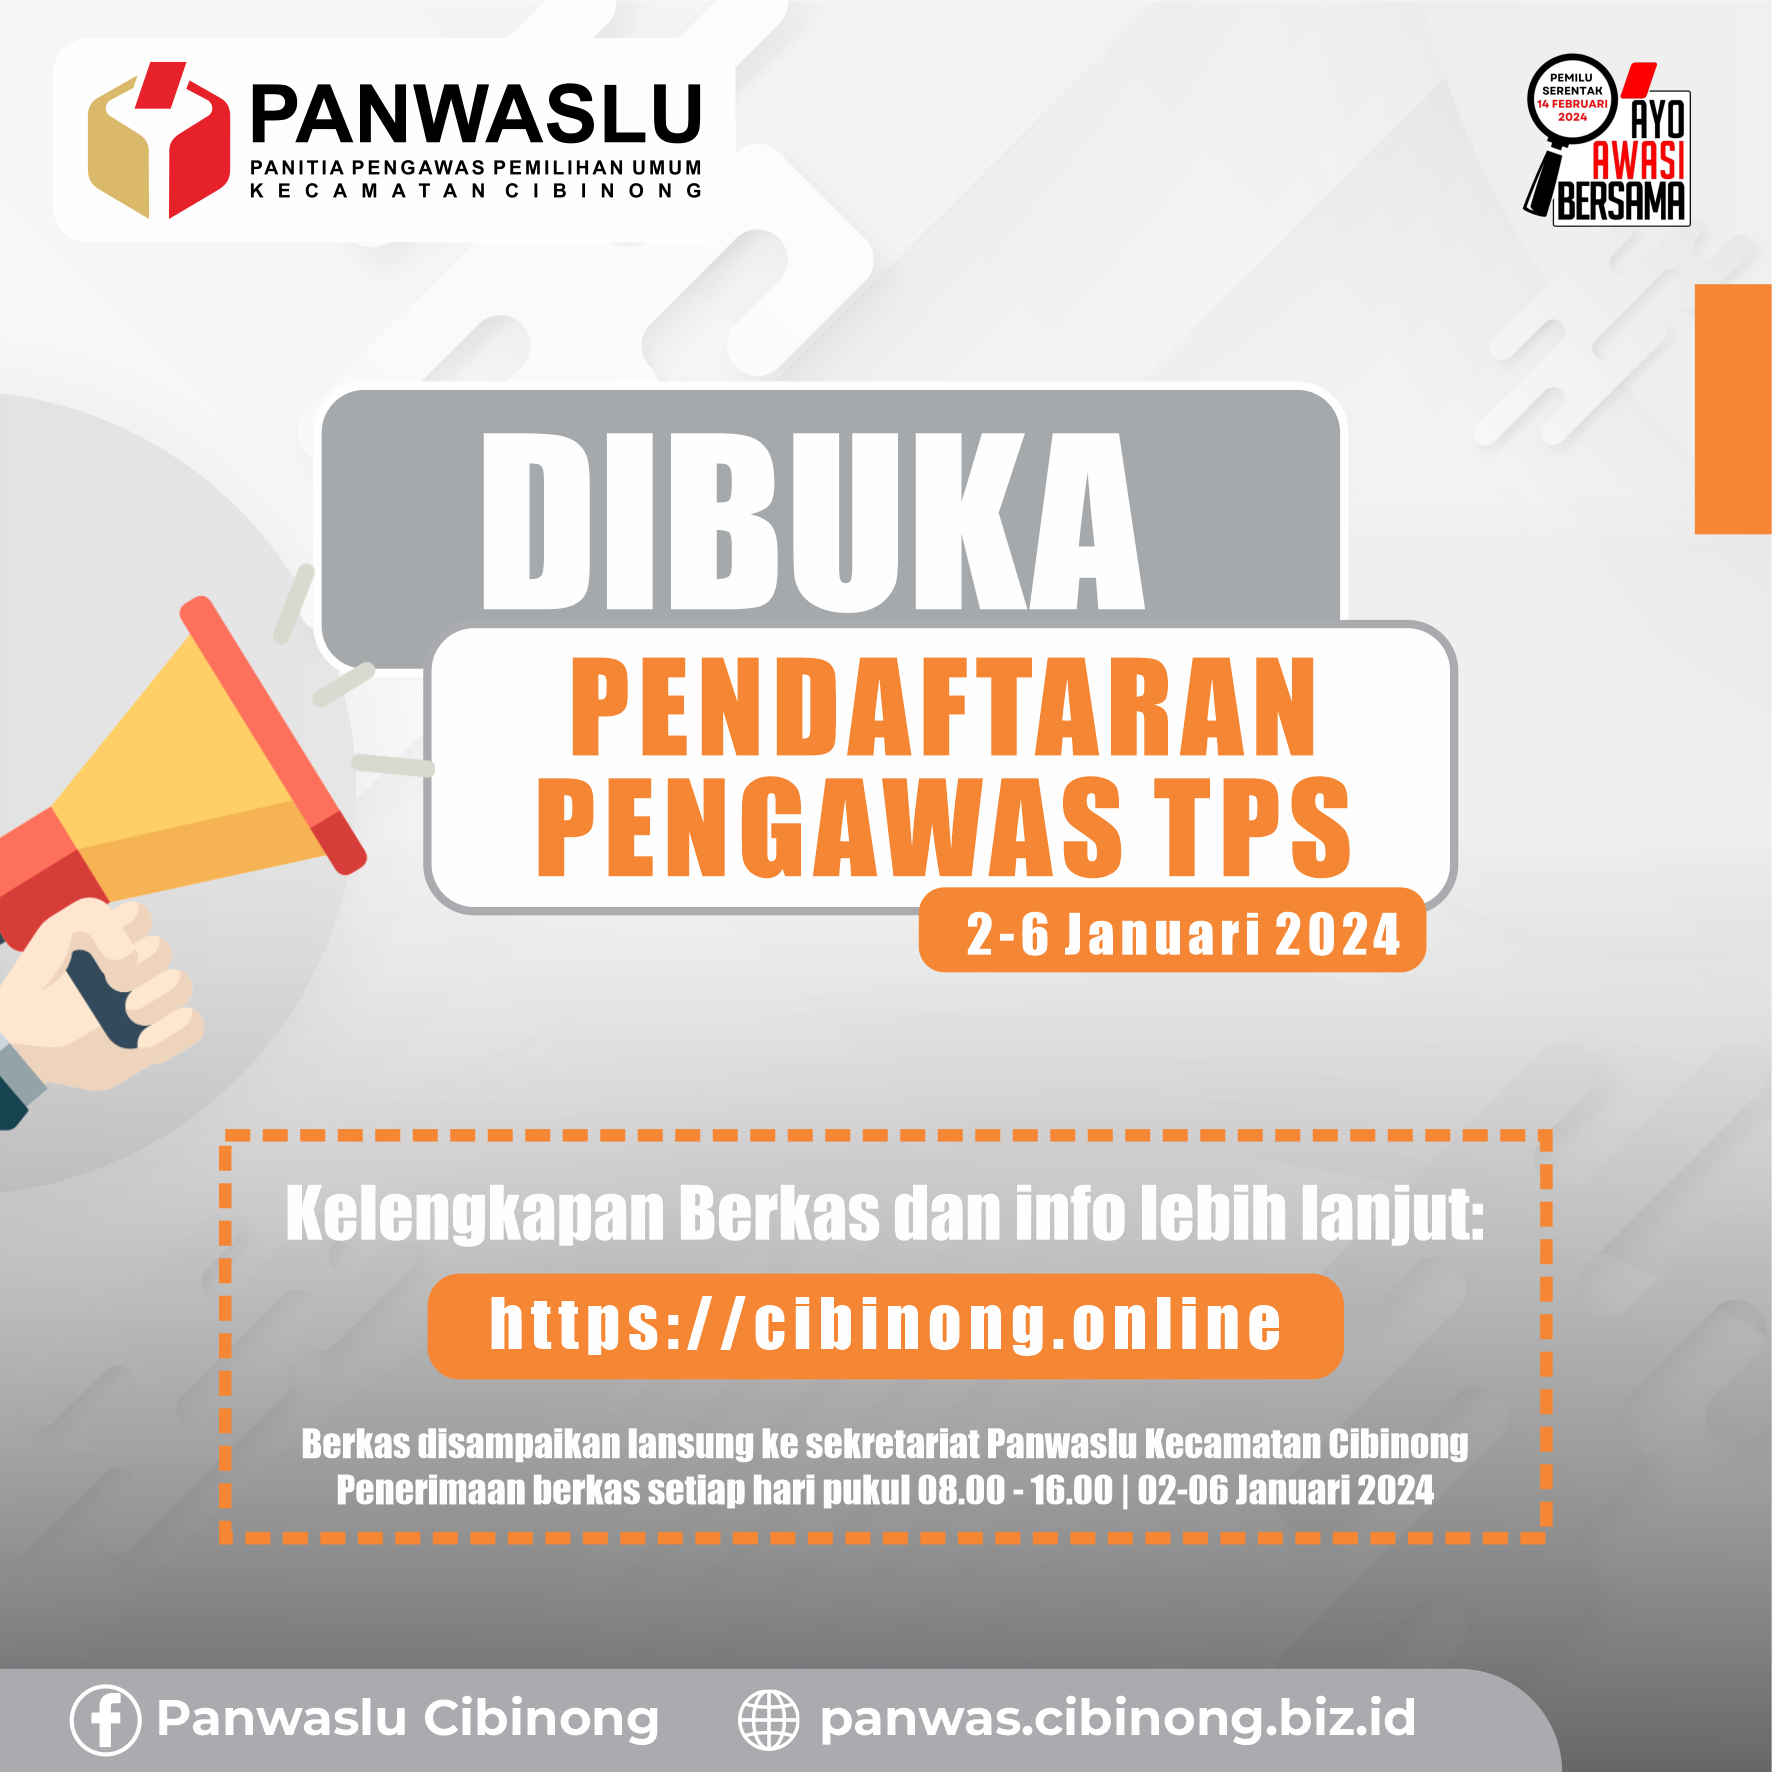 PANWASLU
PANITIA PENGAWAS PEMILIHAN UMUM
KECAMATAN CIBINONG
PEMILU
SERENTAK
14 FEBRUARI
2024
AYO
AWASI
BERSAMA
DIBUKA
PENDAFTARAN
PENGAWAS TPS
2-6 Januari 2024
Kelengkapan Berkas dan info lebih lanjut:
https://cibinong.online
Berkas disampaikan lansung ke sekretariat Panwaslu Kecamatan Cibinong
Penerimaan berkas setiap hari pukul 08.00 - 16.00 | 02-06 Januari 2024
Panwaslu Cibinong
panwas.cibinong.biz.id